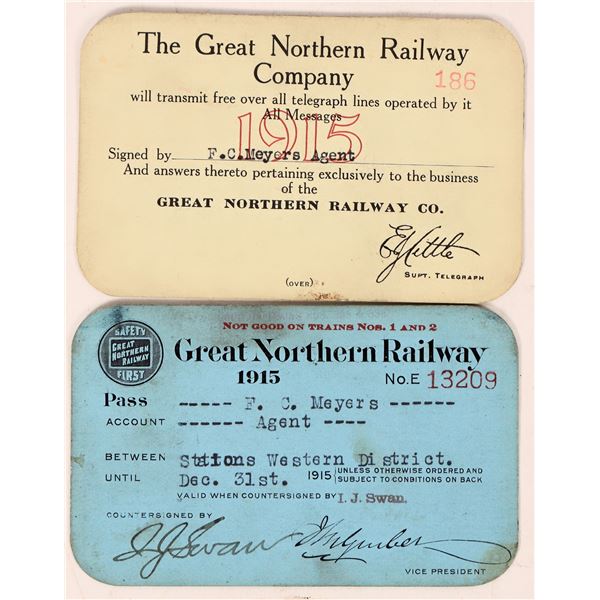 The Great Northern Railway
Company
186
will transmit free over all telegraph lines operated by it
All Messages
1915
Signed by F.C.Meyers Agent
And answers thereto pertaining exclusively to the business
of the
GREAT NORTHERN RAILWAY CO.
SUPT. TELEGRAPH
(OVER)
SAFETY
GREAT
NORTHERN
RAILWAY
FIRST
NOT GOOD ON TRAINS NOS. 1 AND 2
Great Northern Railway
1915
No. E 13209
Pass ----- F. C. Meyers ------
ACCOUNT ------ Agent ----
BETWEEN Stations Western District.
UNTIL Dec. 31st. 1915 { UNLESS OTHERWISE ORDERED AND
SUBJECT TO CONDITIONS ON BACK
VALID WHEN COUNTERSIGNED BY I. J. Swan.
COUNTERSIGNED BY
I J Swan
VICE PRESIDENT